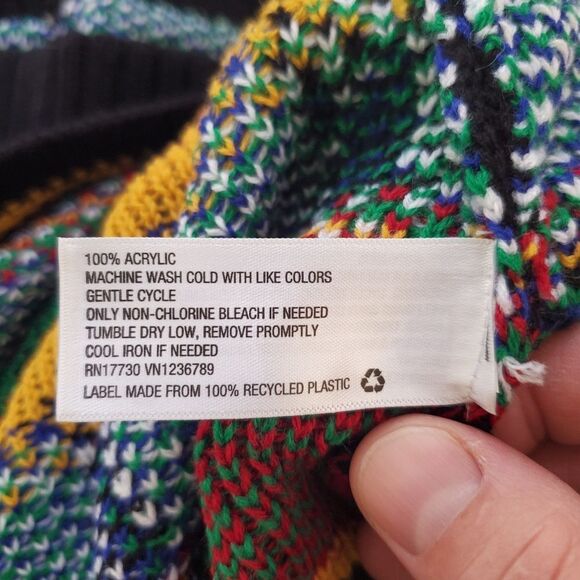 100% ACRYLIC
MACHINE WASH COLD WITH LIKE COLORS
GENTLE CYCLE
ONLY NON-CHLORINE BLEACH IF NEEDED
TUMBLE DRY LOW, REMOVE PROMPTLY
COOL IRON IF NEEDED
RN17730 VN1236789
LABEL MADE FROM 100% RECYCLED PLASTIC